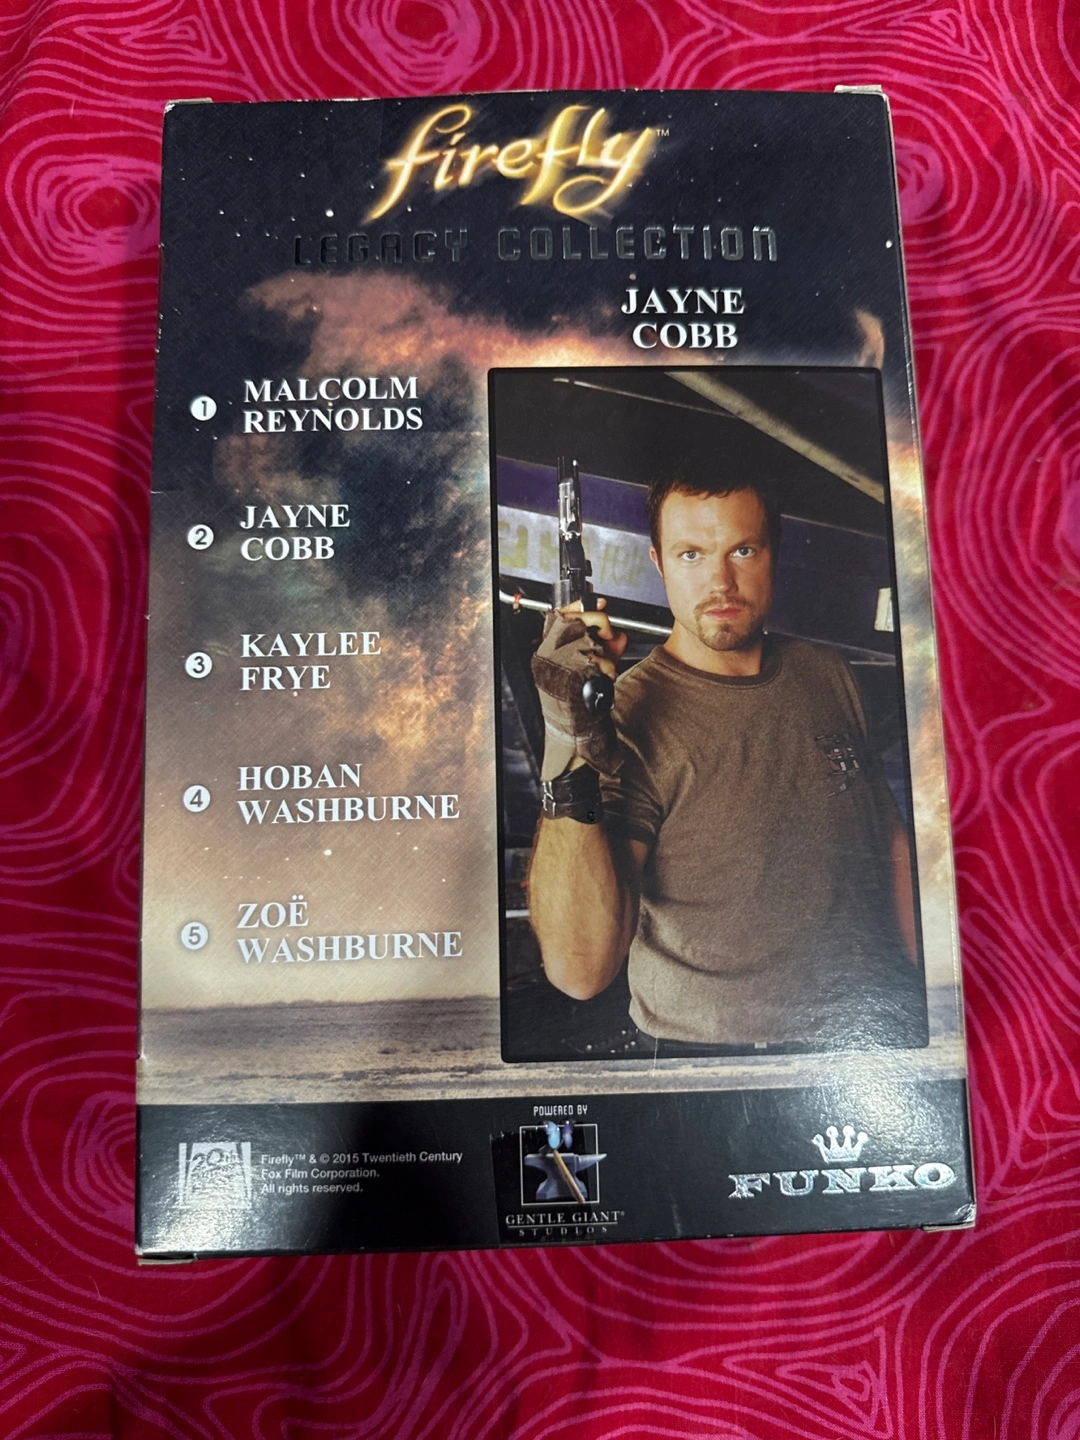 firefly™
LEGACY COLLECTION
JAYNE
COBB
1 MALCOLM
REYNOLDS
2 JAYNE
COBB
3 KAYLEE
FRYE
4 HOBAN
WASHBURNE
5 ZOË
WASHBURNE
POWERED BY
GENTLE GIANT®
STUDIOS
20th
Firefly™ & © 2015 Twentieth Century
Fox Film Corporation.
All rights reserved.
FUNKO